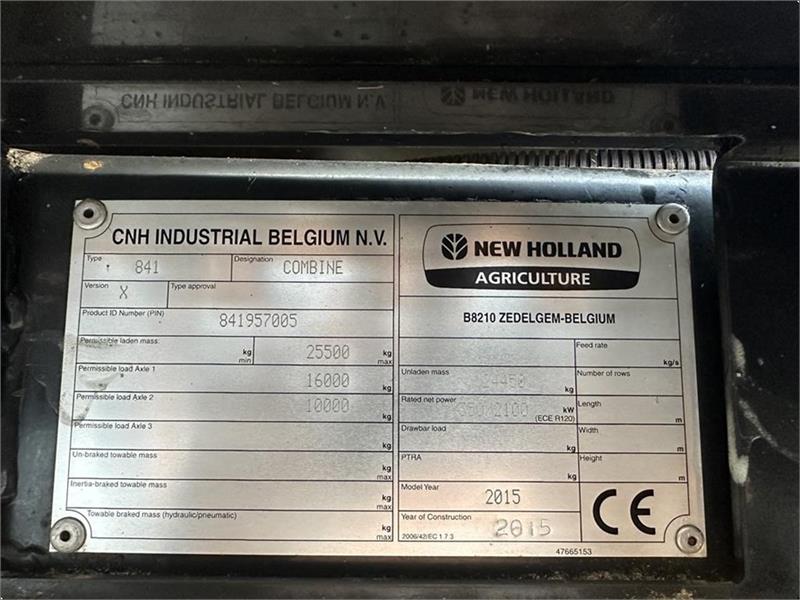 CNH INDUSTRIAL BELGIUM N.V.
Type 841 Designation COMBINE
Version X Type approval
Product ID Number (PIN) 841957005
Permissible laden mass kg min 25500 kg max
Permissible load Axle 1 16000 kg
Permissible load Axle 2 10000 kg
Permissible load Axle 3 kg
Un-braked towable mass kg max
Inertia-braked towable mass kg max
Towable braked mass (hydraulic/pneumatic) kg max
NEW HOLLAND
AGRICULTURE
B8210 ZEDELGEM-BELGIUM
Feed rate kg/s
Unladen mass kg
Number of rows
Rated net power kW (ECE R120)
Length m
Drawbar load kg
Width m
PTRA kg
Height m
Model Year 2015
Year of Construction 2015
2006/42/EC 1.7.3
CE
47665153